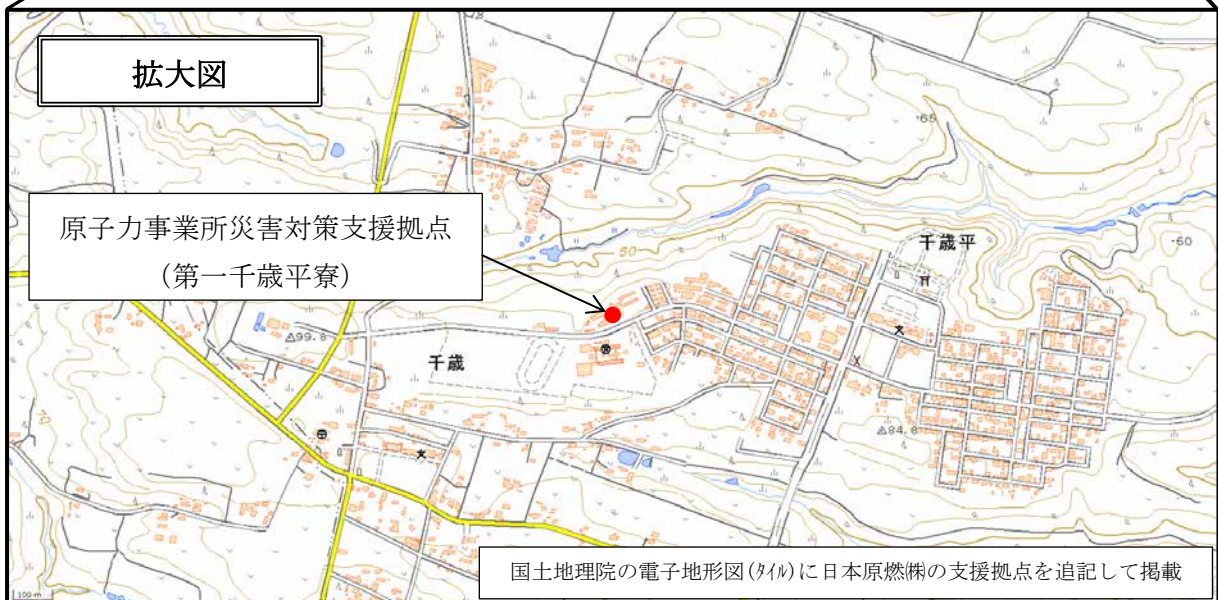 拡大図
・65
原子力事業所災害対策支援拠点
(第一千歳平寮)
50
千歳平
・60
△99.8
千歳
△84.8
国土地理院の電子地形図(ﾀｲﾙ)に日本原燃㈱の支援拠点を追記して掲載
100 m